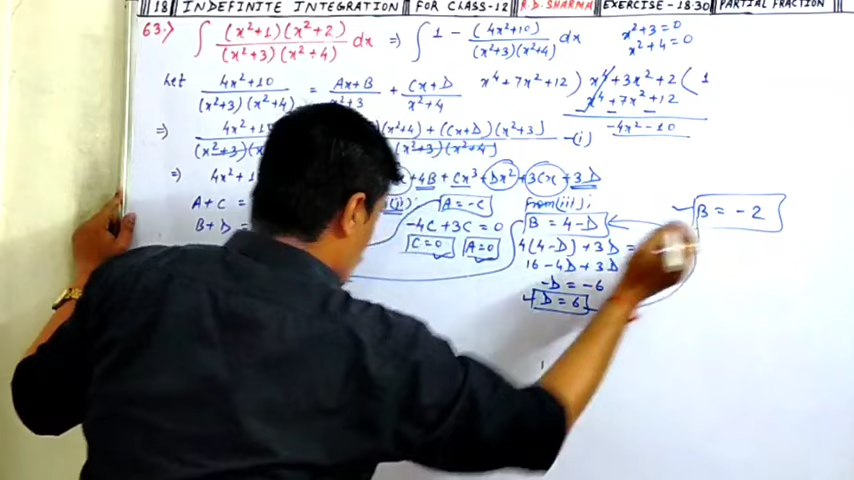 18 INDEFINITE INTEGRATION FOR CLASS-12 R.D. SHARMA EXERCISE-18.30 PARTIAL FRACTION
63.> ∫ (x²+1)(x²+2) / (x²+3)(x²+4) dx => ∫ 1 - (4x²+10) / (x²+3)(x²+4) dx
x²+3=0
x²+4=0
Let 4x²+10 / (x²+3)(x²+4) = Ax+B / x²+3 + Cx+D / x²+4
x⁴+7x²+12) x⁴+3x²+2 ( 1
x⁴+7x²+12
-4x²-10
=> (x²+4) + (Cx+D)(x²+3) -(i)
(x²+3)(x²+4)
=> 4x²+1 +4B+Cx³+Dx²+3Cx+3D
A+C =
B+D =
A=-C
-4C+3C=0
C=0 A=0
from(iii);
B=4-D
4(4-D)+3D=
16-4D+3D
-D=-6
D=6
B=-2